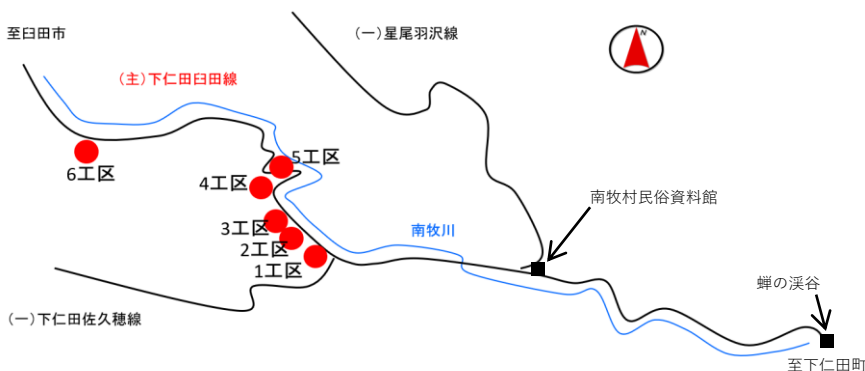 至臼田市
(一)星尾羽沢線
N
(主)下仁田臼田線
5工区
6工区
4工区
南牧村民俗資料館
3工区
南牧川
2工区
1工区
蝉の渓谷
(一)下仁田佐久穂線
至下仁田町